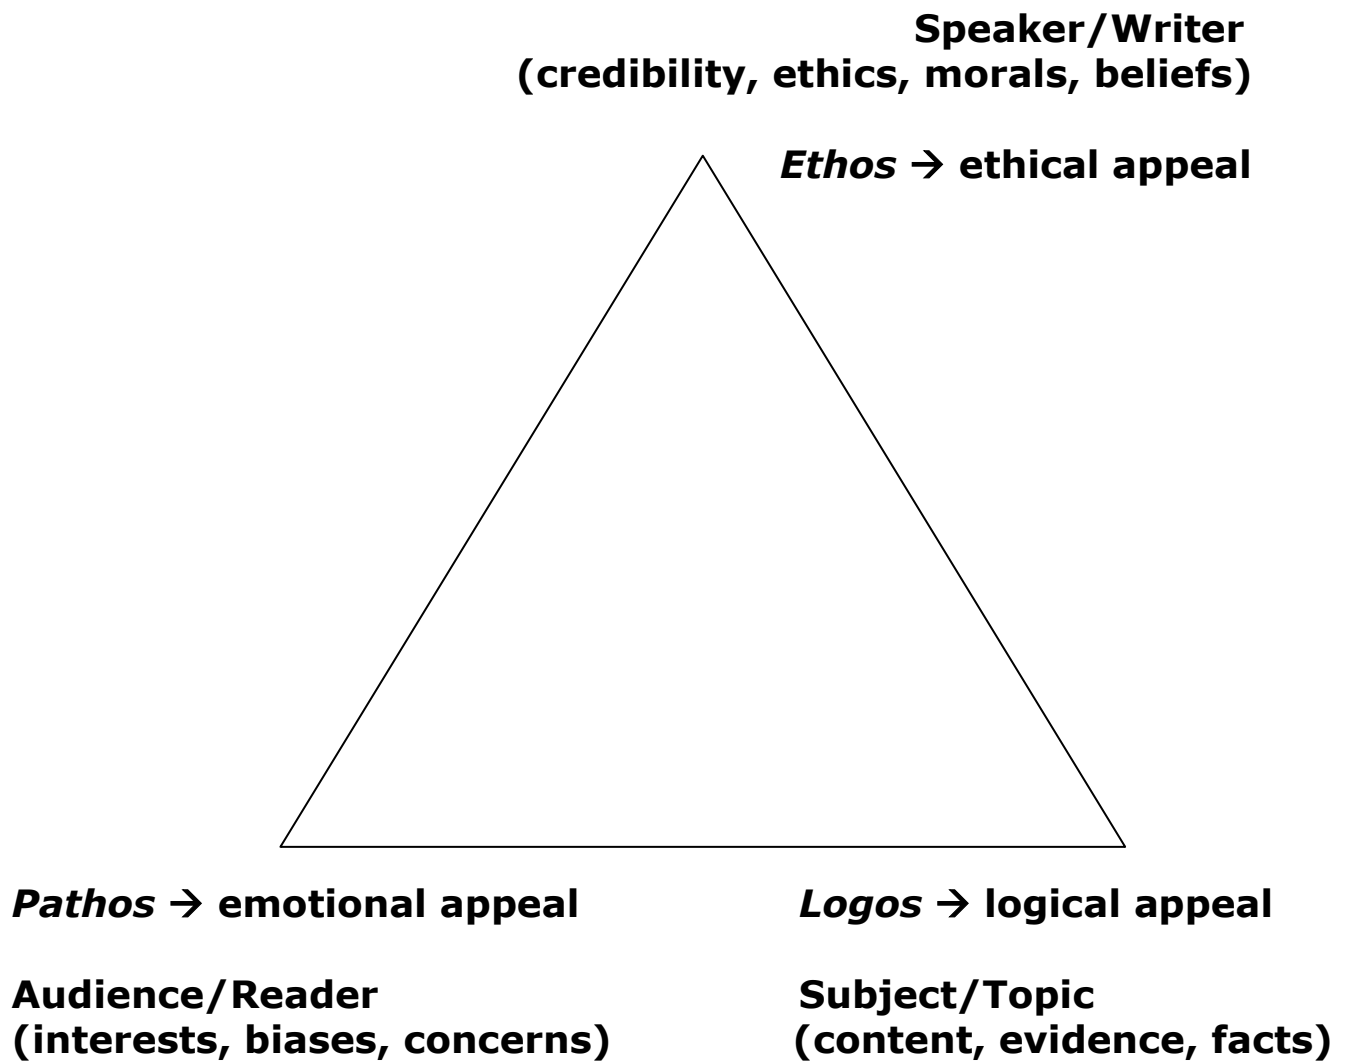 Speaker/Writer
(credibility, ethics, morals, beliefs)
Ethos → ethical appeal
Pathos → emotional appeal
Audience/Reader
(interests, biases, concerns)
Logos → logical appeal
Subject/Topic
(content, evidence, facts)